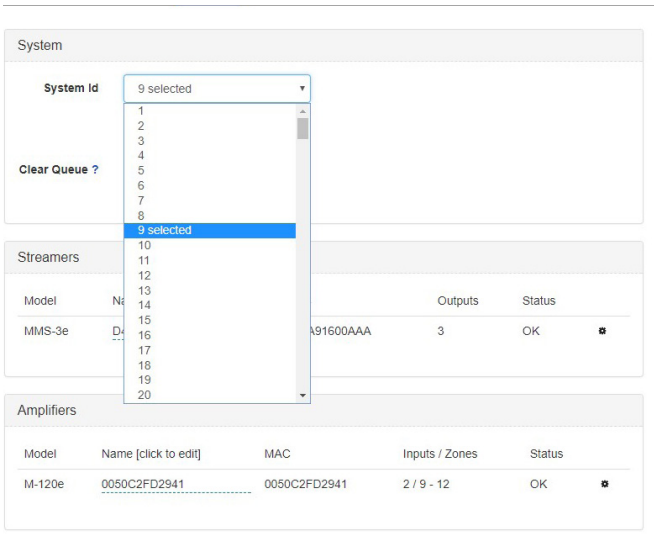 System
System Id 9 selected
1
2
3
4
Clear Queue ? 5
6
7
8
9 selected
10
Streamers 11
12
13
Model 14 Outputs Status
15
MMS-3e 16 A91600AAA 3 OK
17
18
19
20
Amplifiers
Model Name [click to edit] MAC Inputs / Zones Status
M-120e 0050C2FD2941 0050C2FD2941 2 / 9 - 12 OK